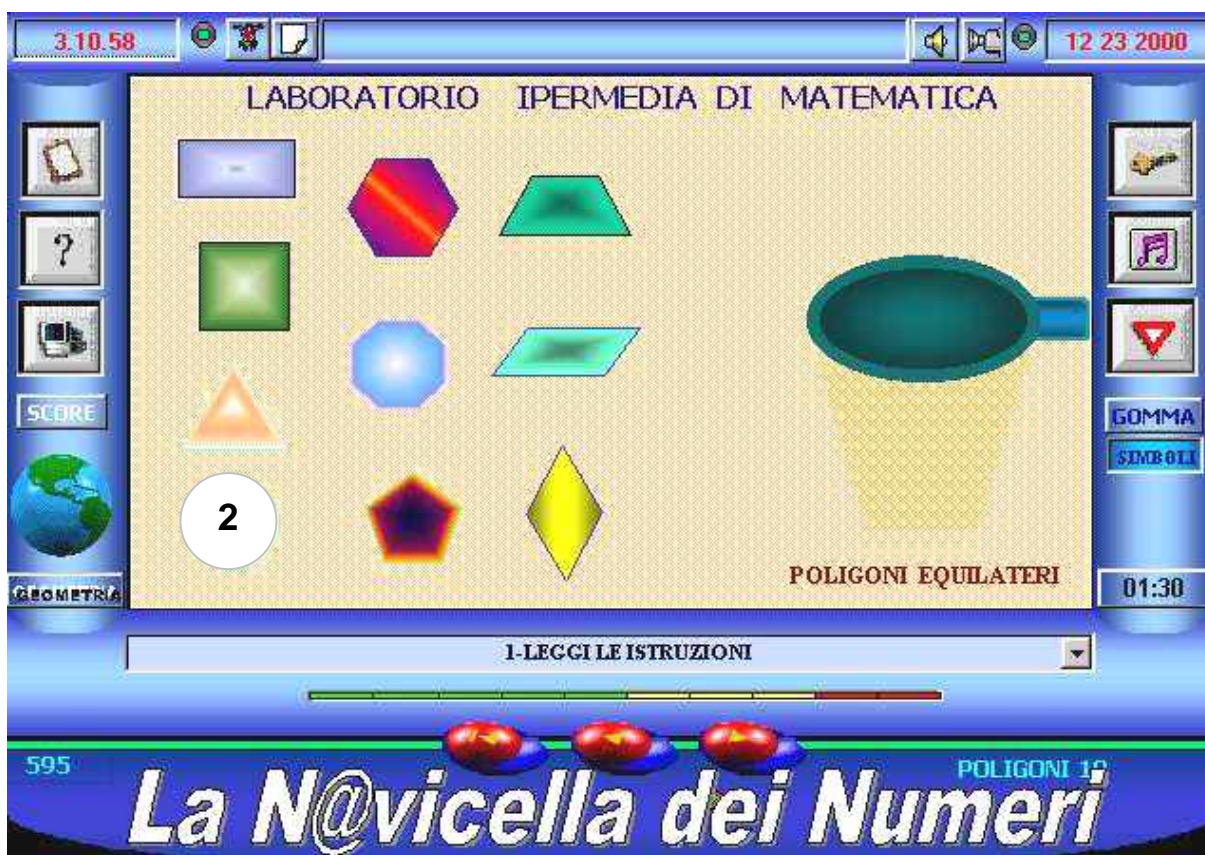 3.10.58
12 23 2000
LABORATORIO IPERMEDIA DI MATEMATICA
?
SCORE
GOMMA
SIMBOLI
2
POLIGONI EQUILATERI
GEOMETRIA
01:30
1-LEGGI LE ISTRUZIONI
595
POLIGONI
La N@vicella dei Numeri